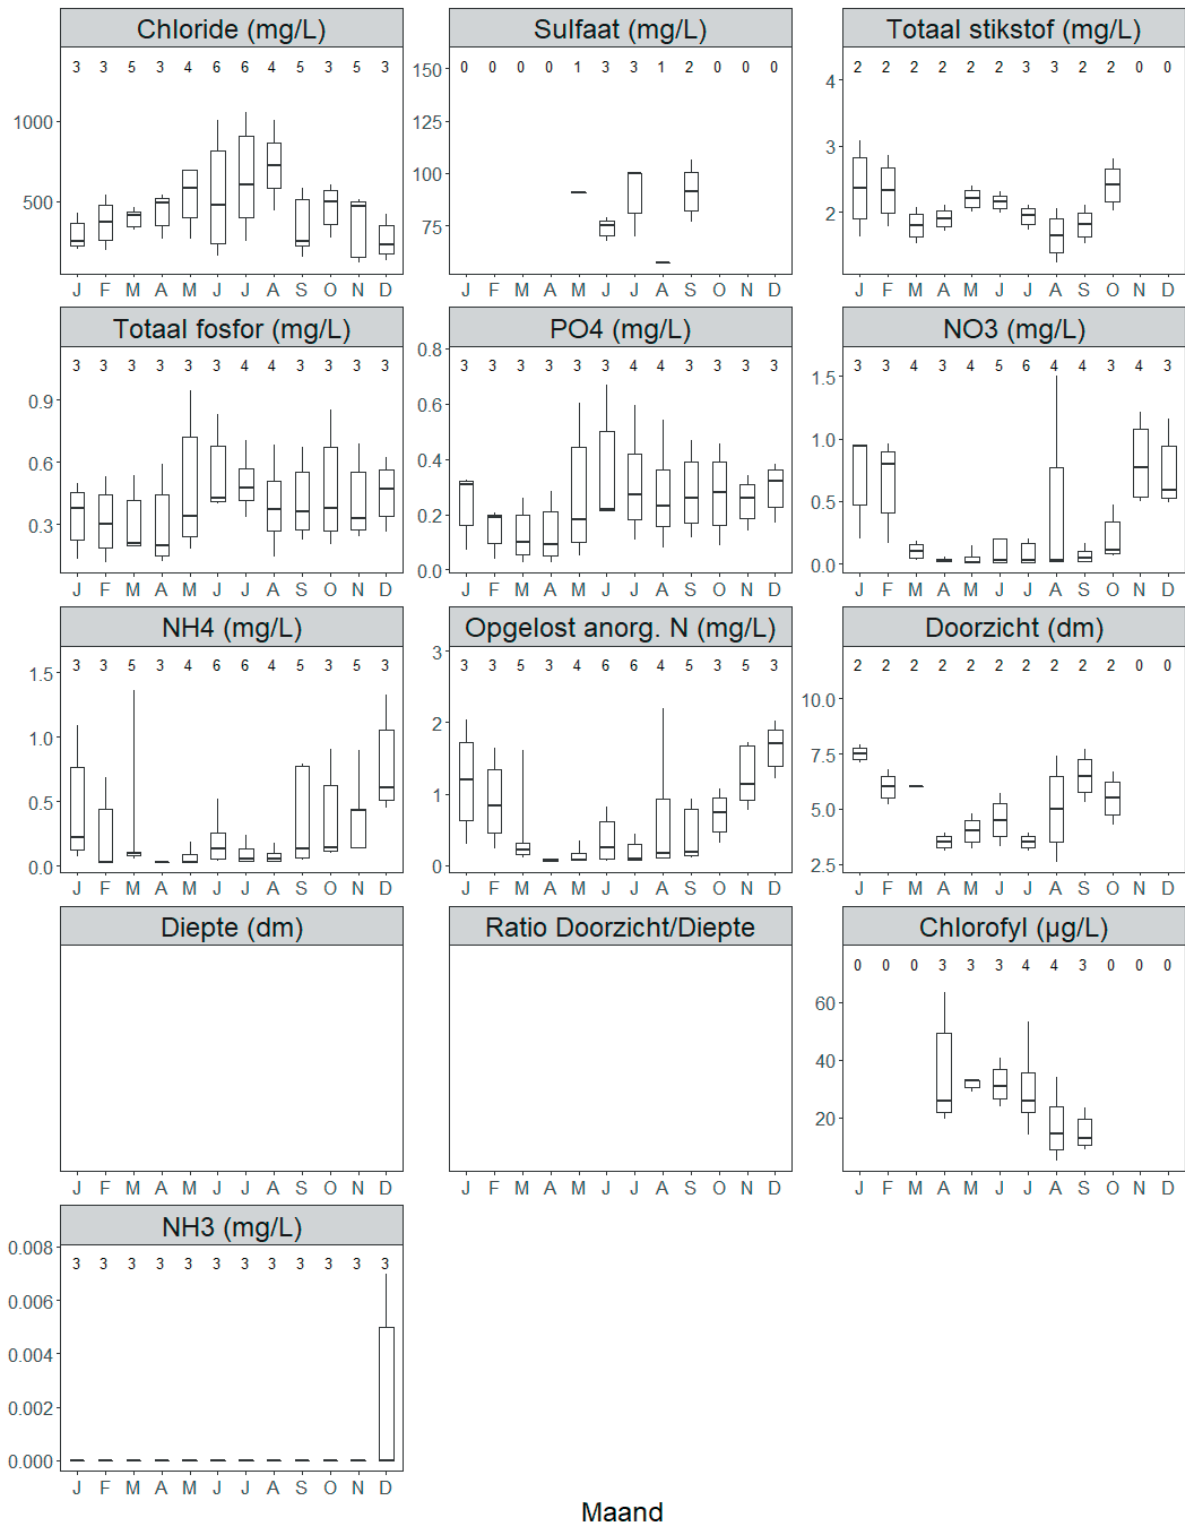 Chloride (mg/L) Sulfaat (mg/L) Totaal stikstof (mg/L)
3 3 5 3 4 6 6 4 5 3 5 3
1000
500
J F M A M J J A S O N D
0 0 0 0 1 3 3 1 2 0 0 0
150
125
100
75
J F M A M J J A S O N D
2 2 2 2 2 2 3 3 2 2 0 0
4
3
2
J F M A M J J A S O N D
Totaal fosfor (mg/L) PO4 (mg/L) NO3 (mg/L)
3 3 3 3 3 3 4 4 3 3 3 3
0.9
0.6
0.3
J F M A M J J A S O N D
0.8
3 3 3 3 3 3 4 4 3 3 3 3
0.6
0.4
0.2
0.0
J F M A M J J A S O N D
3 3 4 3 4 5 6 4 4 3 4 3
1.5
1.0
0.5
0.0
J F M A M J J A S O N D
NH4 (mg/L) Opgelost anorg. N (mg/L) Doorzicht (dm)
3 3 5 3 4 6 6 4 5 3 5 3
1.5
1.0
0.5
0.0
J F M A M J J A S O N D
3
3 3 5 3 4 6 6 4 5 3 5 3
2
1
0
J F M A M J J A S O N D
2 2 2 2 2 2 2 2 2 2 0 0
10.0
7.5
5.0
2.5
J F M A M J J A S O N D
Diepte (dm) Ratio Doorzicht/Diepte Chlorofyl (µg/L)
J F M A M J J A S O N D
J F M A M J J A S O N D
0 0 0 3 3 3 4 4 3 0 0 0
60
40
20
J F M A M J J A S O N D
NH3 (mg/L)
0.008
3 3 3 3 3 3 3 3 3 3 3 3
0.006
0.004
0.002
0.000
J F M A M J J A S O N D
Maand